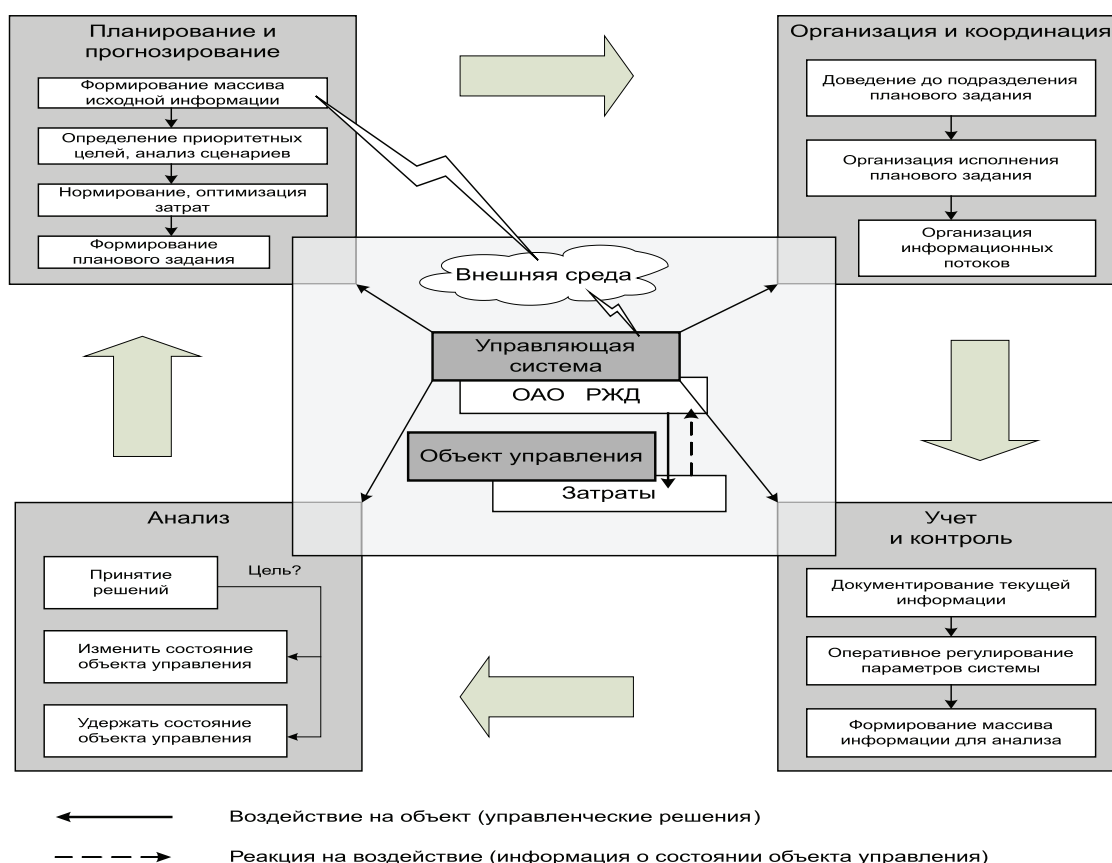 Планирование и
прогнозирование
Формирование массива
исходной информации
Определение приоритетных
целей, анализ сценариев
Нормирование, оптимизация
затрат
Формирование
планового задания
Организация и координация
Доведение до подразделения
планового задания
Организация исполнения
планового задания
Организация
информационных
потоков
Внешняя среда
Управляющая
система
ОАО РЖД
Объект управления
Затраты
Анализ
Принятие
решений
Цель?
Изменить состояние
объекта управления
Удержать состояние
объекта управления
Учет
и контроль
Документирование текущей
информации
Оперативное регулирование
параметров системы
Формирование массива
информации для анализа
Воздействие на объект (управленческие решения)
Реакция на воздействие (информация о состоянии объекта управления)